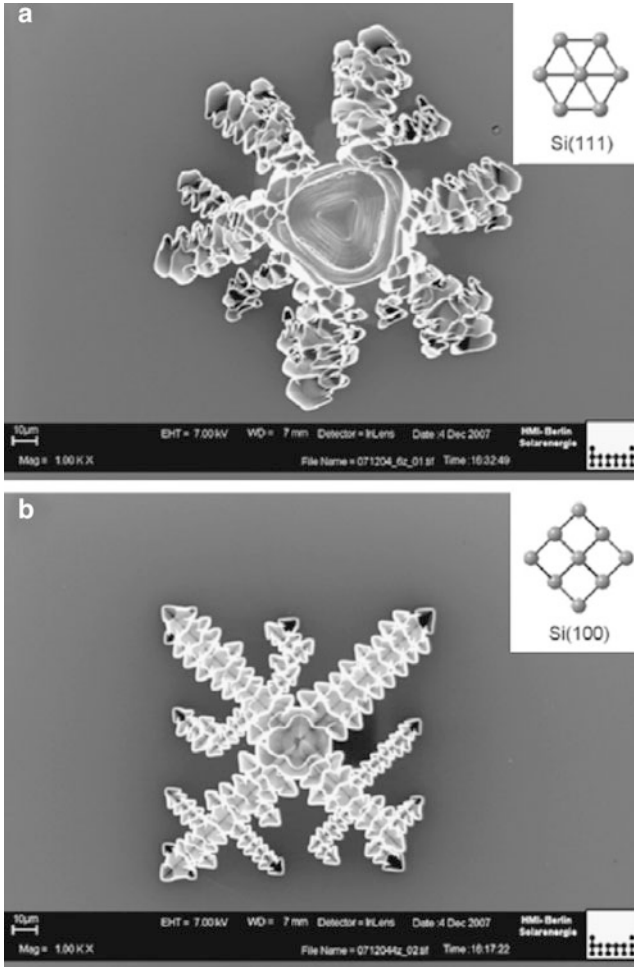 a
Si(111)
10µm
EHT = 7.00 kV WD = 7 mm Detector = InLens Date :4 Dec 2007 HMI-Berlin
Solarenergie
Mag = 1.00 K X File Name = 071204_6z_01.tif Time :16:32:49
b
Si(100)
10µm
EHT = 7.00 kV WD = 7 mm Detector = InLens Date :4 Dec 2007 HMI-Berlin
Solarenergie
Mag = 1.00 K X File Name = 0712044z_02.tif Time :16:17:22